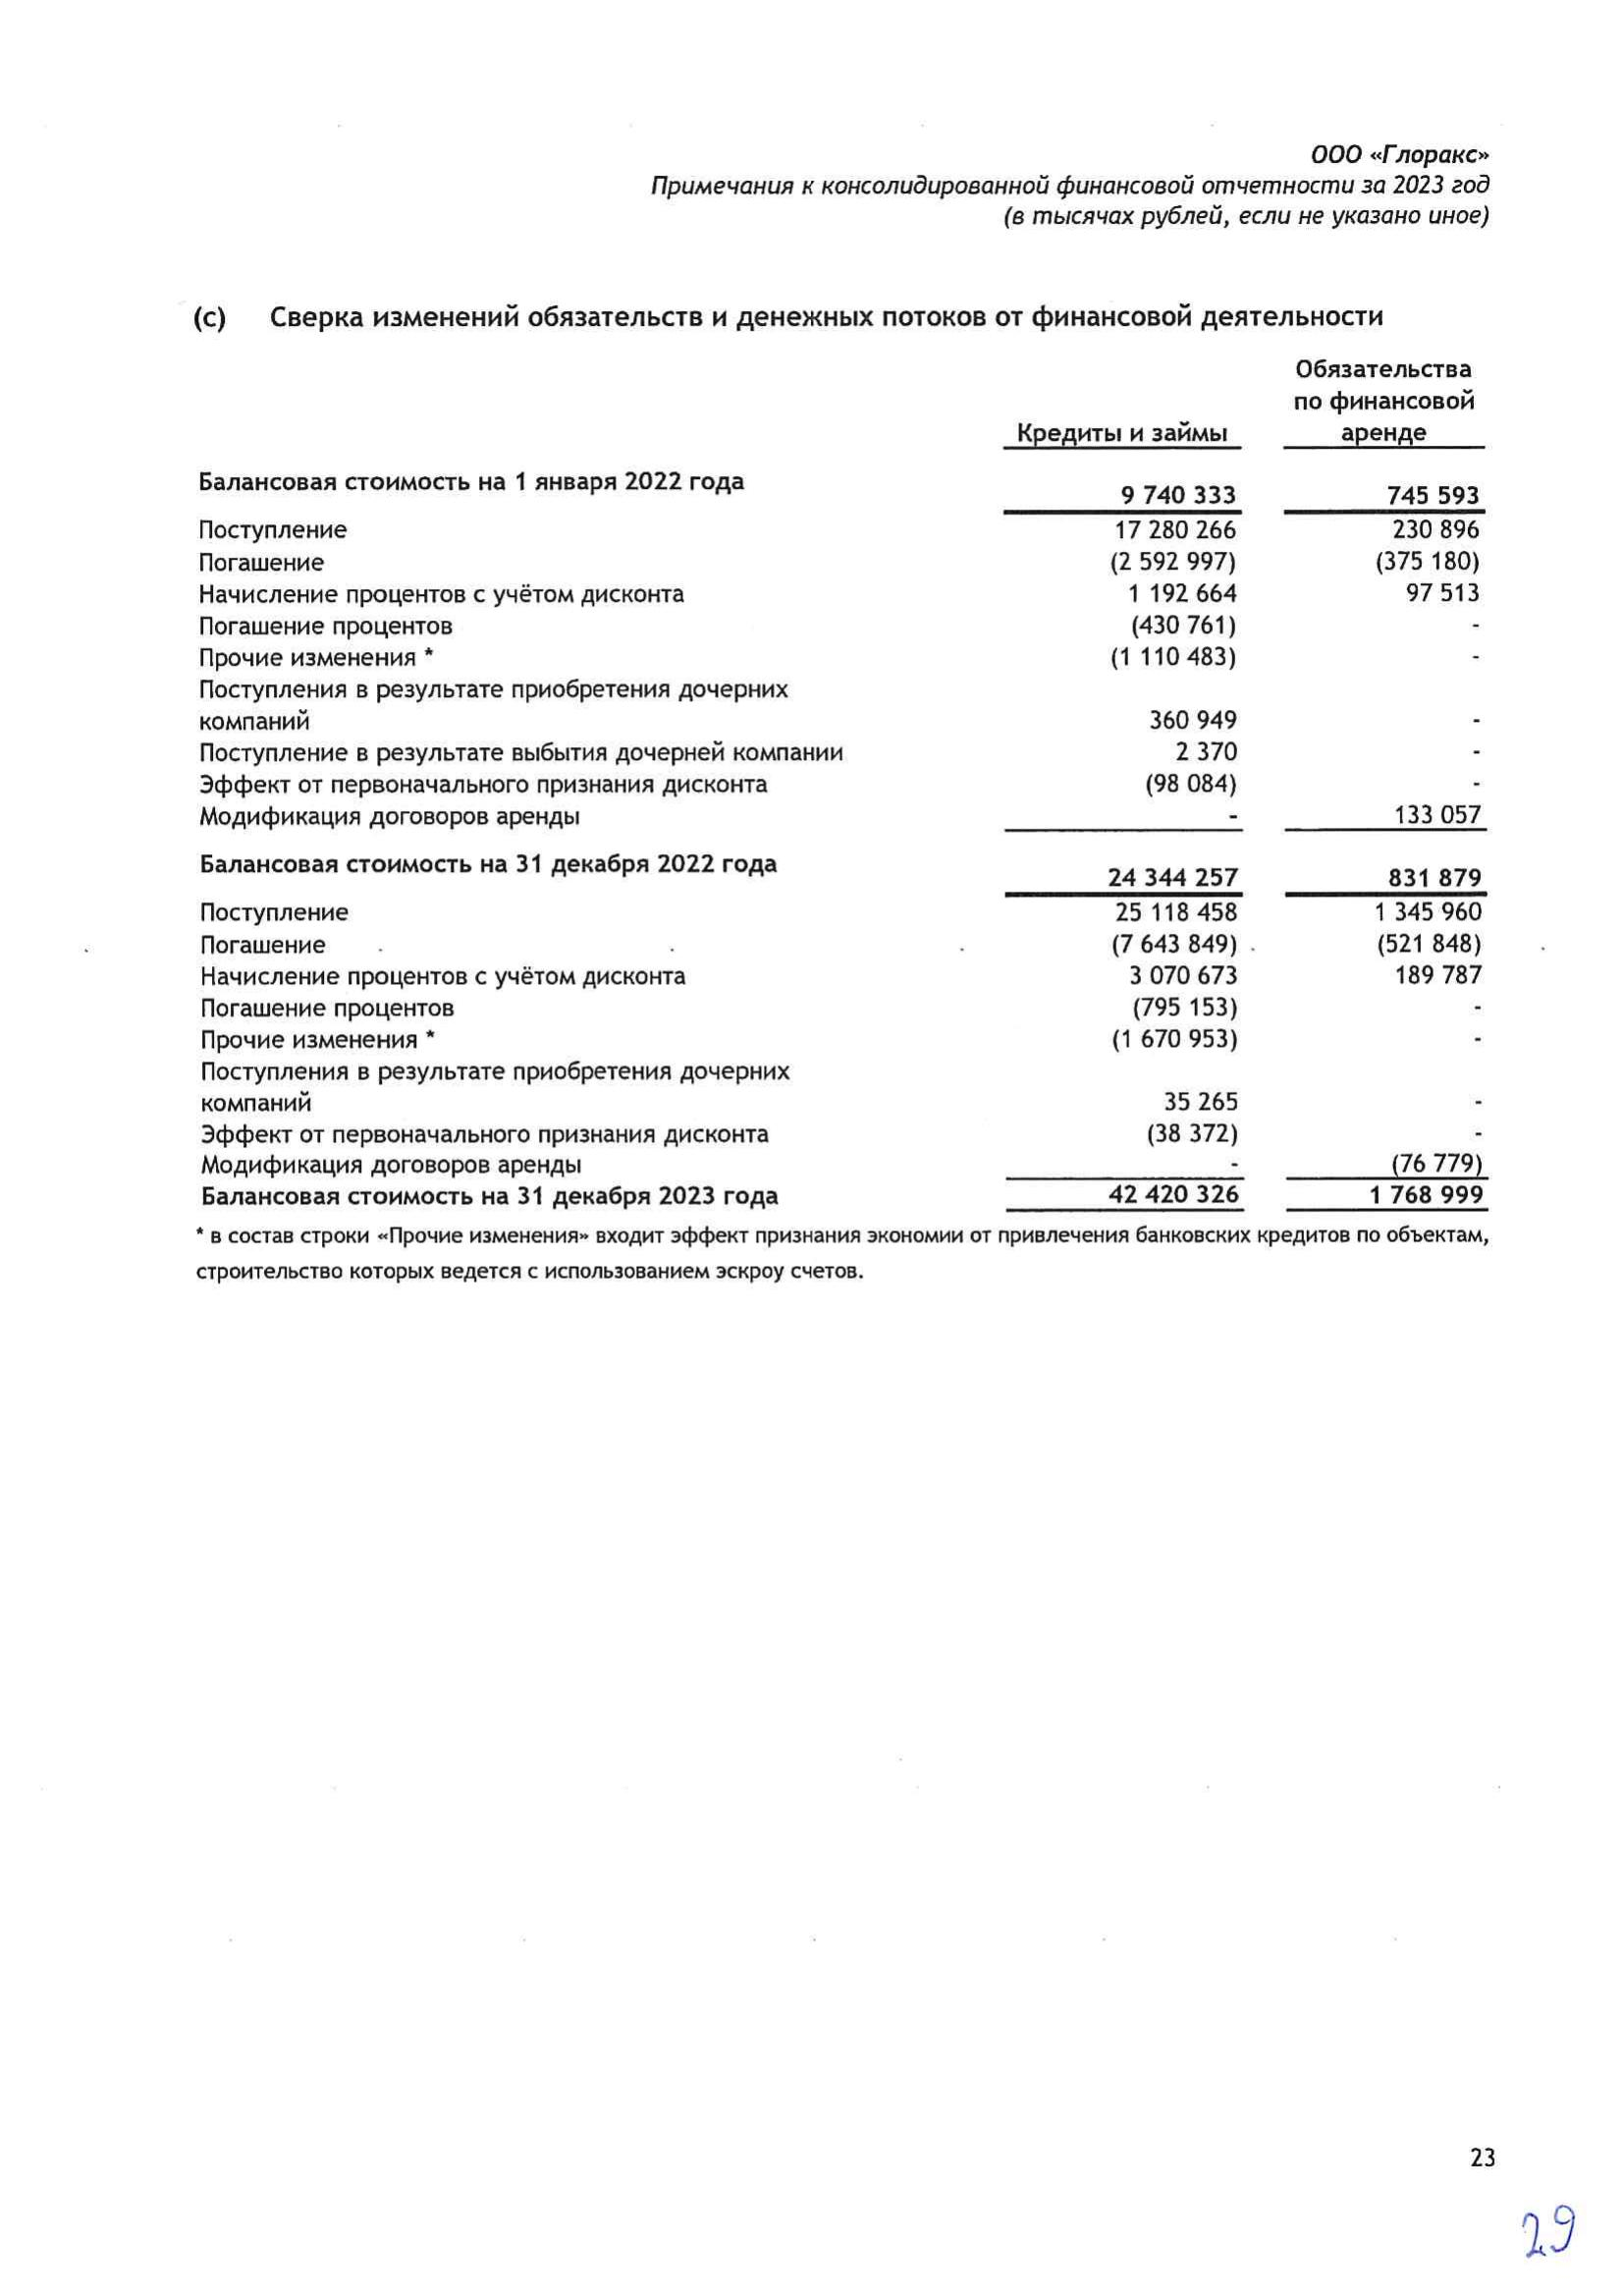 ООО «Глоракс»
Примечания к консолидированной финансовой отчетности за 2023 год
(в тысячах рублей, если не указано иное)
(c) Сверка изменений обязательств и денежных потоков от финансовой деятельности
Обязательства
по финансовой
Кредиты и займы аренде
Балансовая стоимость на 1 января 2022 года 9 740 333 745 593
Поступление 17 280 266 230 896
Погашение (2 592 997) (375 180)
Начисление процентов с учётом дисконта 1 192 664 97 513
Погашение процентов (430 761) -
Прочие изменения * (1 110 483) -
Поступления в результате приобретения дочерних
компаний 360 949 -
Поступление в результате выбытия дочерней компании 2 370 -
Эффект от первоначального признания дисконта (98 084) -
Модификация договоров аренды - 133 057
Балансовая стоимость на 31 декабря 2022 года 24 344 257 831 879
Поступление 25 118 458 1 345 960
Погашение (7 643 849) (521 848)
Начисление процентов с учётом дисконта 3 070 673 189 787
Погашение процентов (795 153) -
Прочие изменения * (1 670 953) -
Поступления в результате приобретения дочерних
компаний 35 265 -
Эффект от первоначального признания дисконта (38 372) -
Модификация договоров аренды - (76 779)
Балансовая стоимость на 31 декабря 2023 года 42 420 326 1 768 999
* в состав строки «Прочие изменения» входит эффект признания экономии от привлечения банковских кредитов по объектам,
строительство которых ведется с использованием эскроу счетов.
23
29